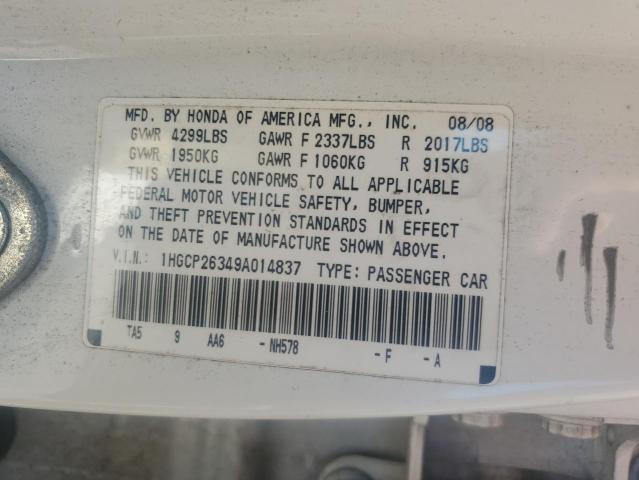 MFD. BY HONDA OF AMERICA MFG., INC. 08/08
GVWR 4299LBS GAWR F 2337LBS R 2017LBS
GVWR 1950KG GAWR F 1060KG R 915KG
THIS VEHICLE CONFORMS TO ALL APPLICABLE
FEDERAL MOTOR VEHICLE SAFETY, BUMPER,
AND THEFT PREVENTION STANDARDS IN EFFECT
ON THE DATE OF MANUFACTURE SHOWN ABOVE.
V.I.N.: 1HGCP26349A014837 TYPE: PASSENGER CAR
TA5 9 AA6 -NH578 -F -A